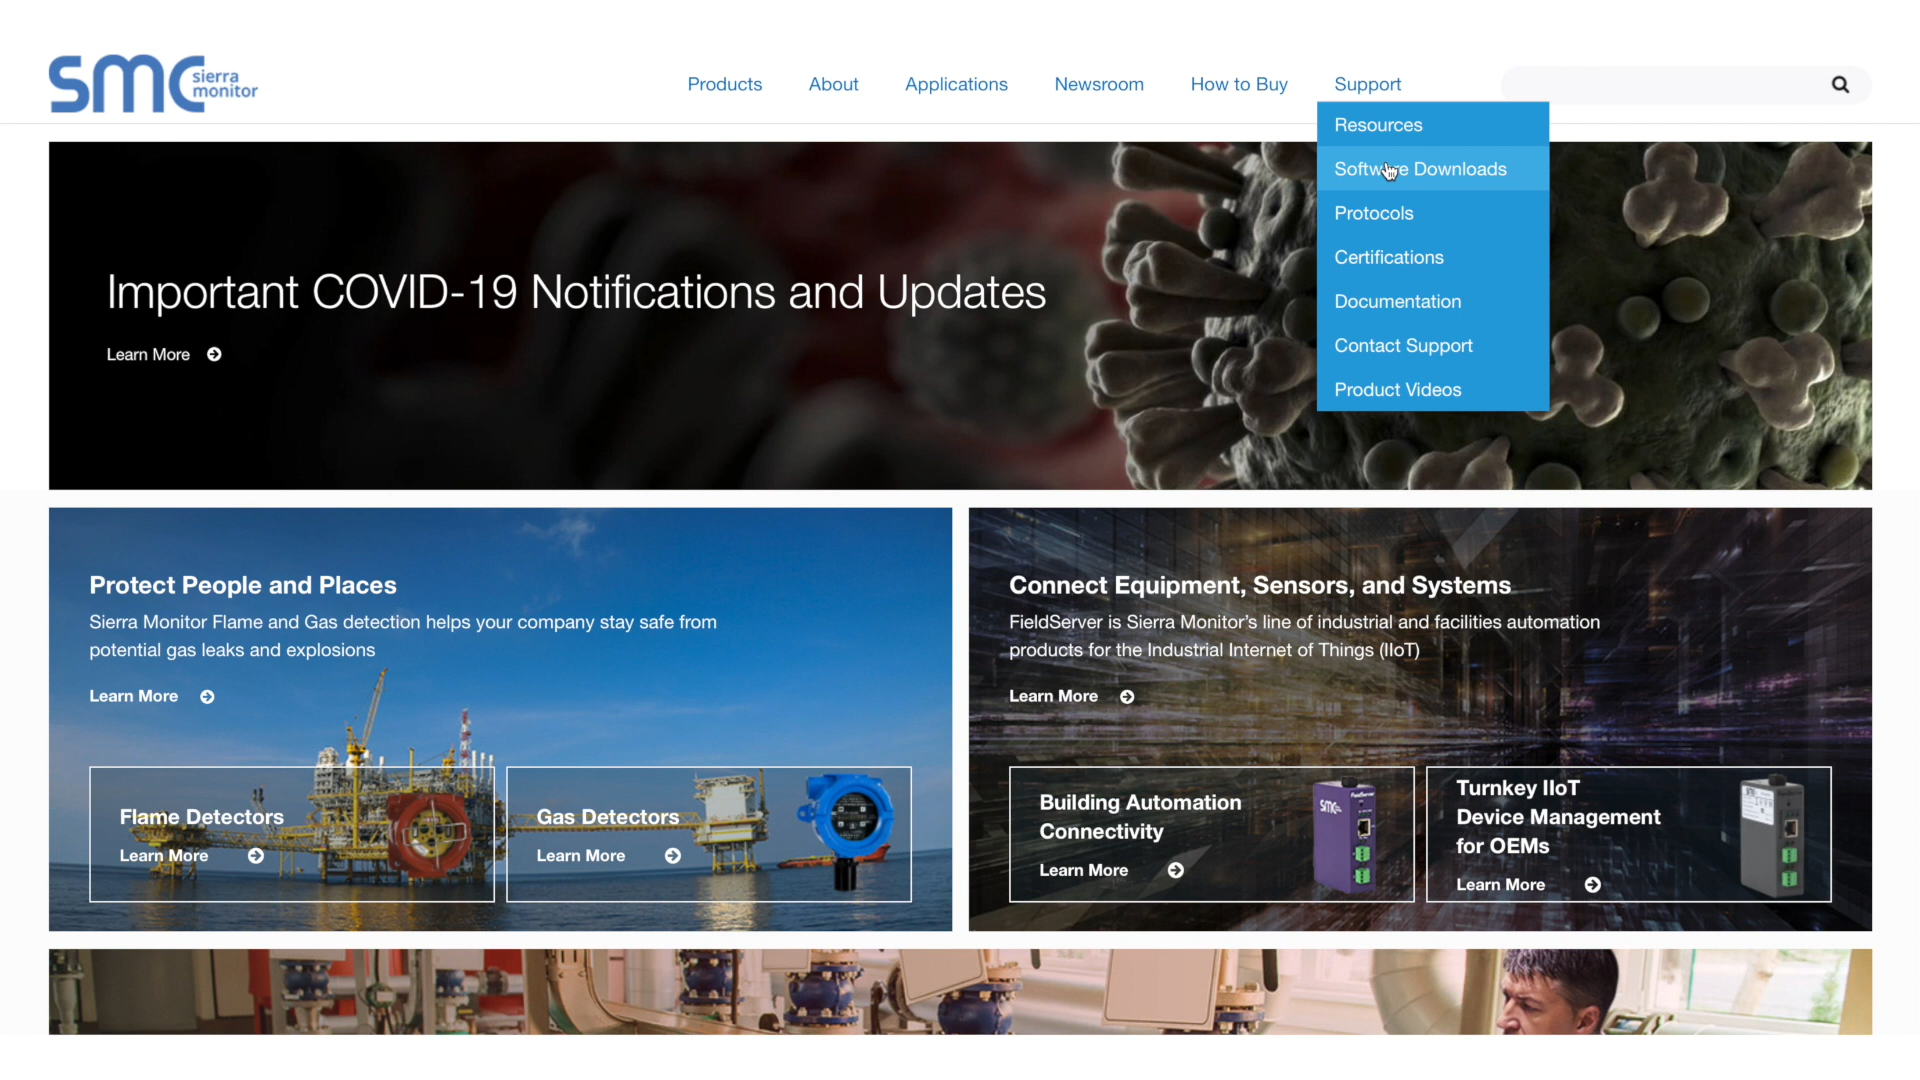 smc sierra
monitor
Products About Applications Newsroom How to Buy Support
Resources
Software Downloads
Protocols
Certifications
Documentation
Contact Support
Product Videos
Important COVID-19 Notifications and Updates
Learn More
Protect People and Places
Sierra Monitor Flame and Gas detection helps your company stay safe from
potential gas leaks and explosions
Learn More
Flame Detectors
Learn More
Gas Detectors
Learn More
Connect Equipment, Sensors, and Systems
FieldServer is Sierra Monitor’s line of industrial and facilities automation
products for the Industrial Internet of Things (IIoT)
Learn More
Building Automation
Connectivity
Learn More
FieldServer
smc
Turnkey IIoT
Device Management
for OEMs
Learn More